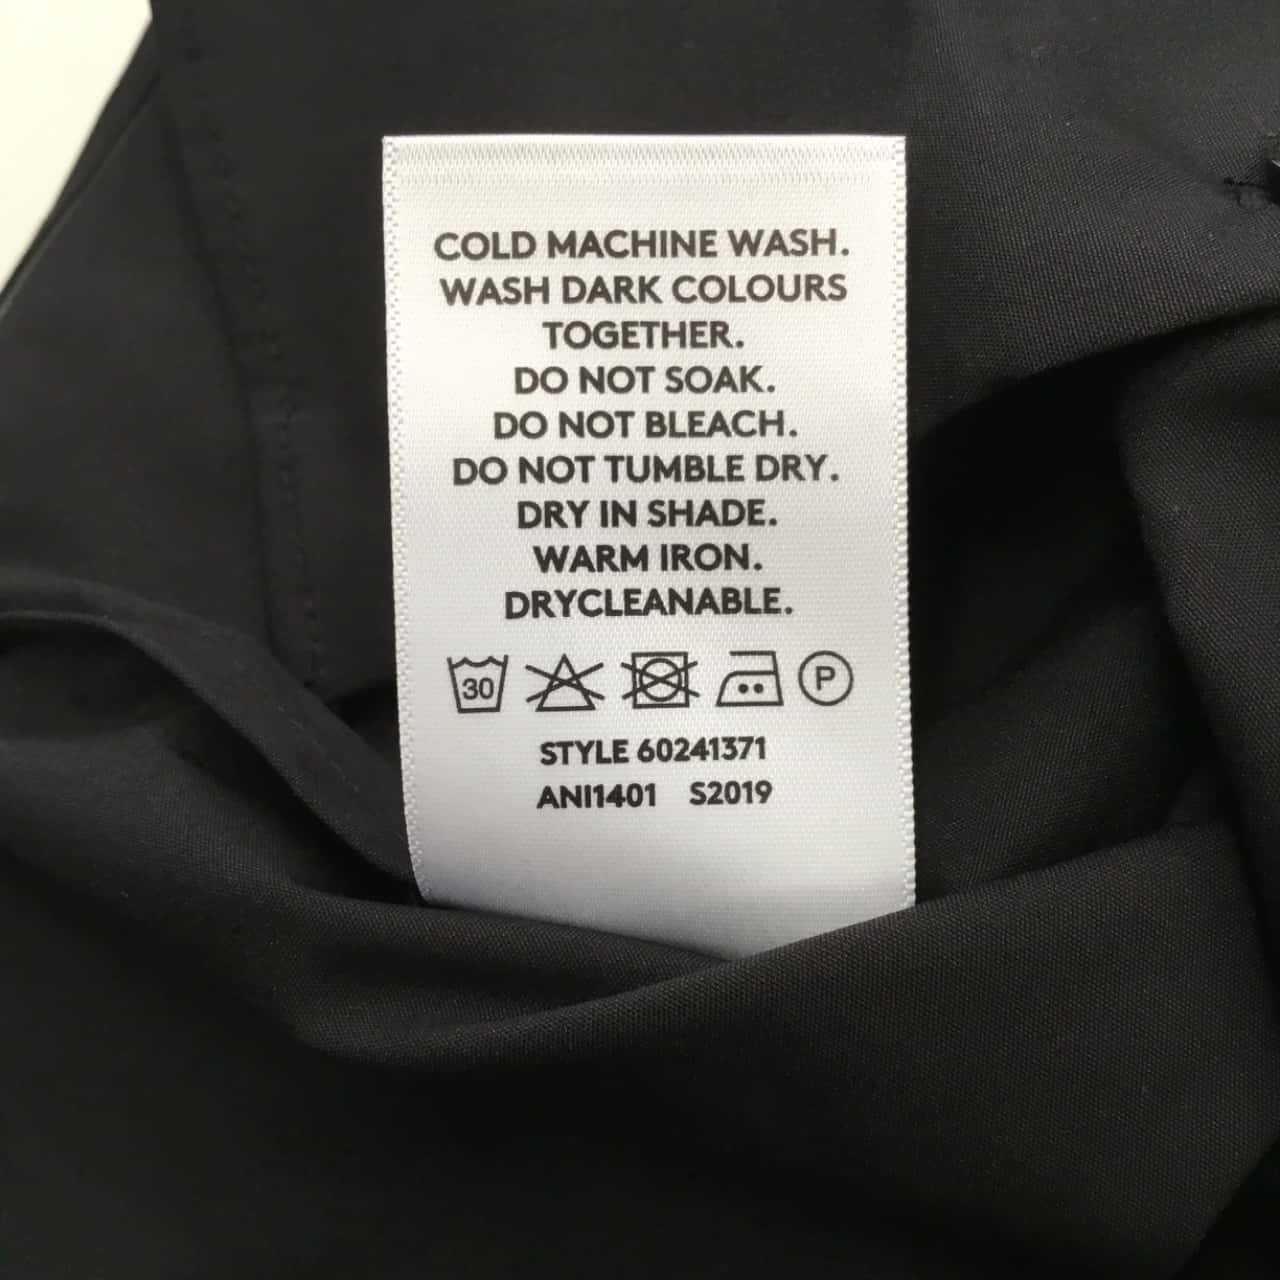 COLD MACHINE WASH.
WASH DARK COLOURS
TOGETHER.
DO NOT SOAK.
DO NOT BLEACH.
DO NOT TUMBLE DRY.
DRY IN SHADE.
WARM IRON.
DRYCLEANABLE.
30 P
STYLE 60241371
ANI1401 S2019